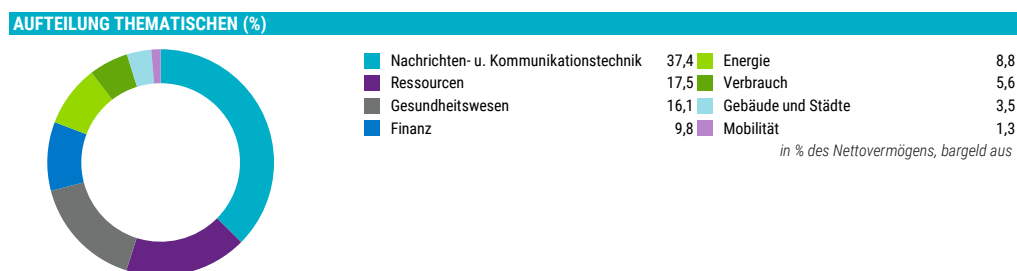 AUFTEILUNG THEMATISCHEN (%)
Nachrichten- u. Kommunikationstechnik 37,4 Energie 8,8
Ressourcen 17,5 Verbrauch 5,6
Gesundheitswesen 16,1 Gebäude und Städte 3,5
Finanz 9,8 Mobilität 1,3
in % des Nettovermögens, bargeld aus